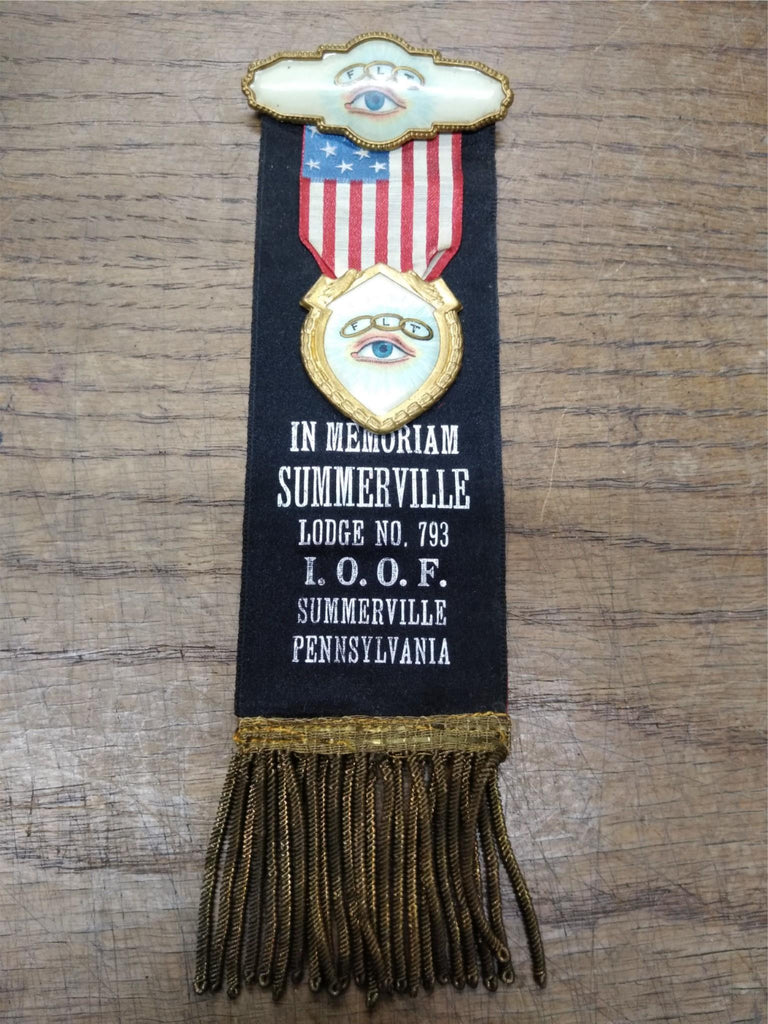 F L T
F L T
IN MEMORIAM
SUMMERVILLE
LODGE NO. 793
I. O. O. F.
SUMMERVILLE
PENNSYLVANIA